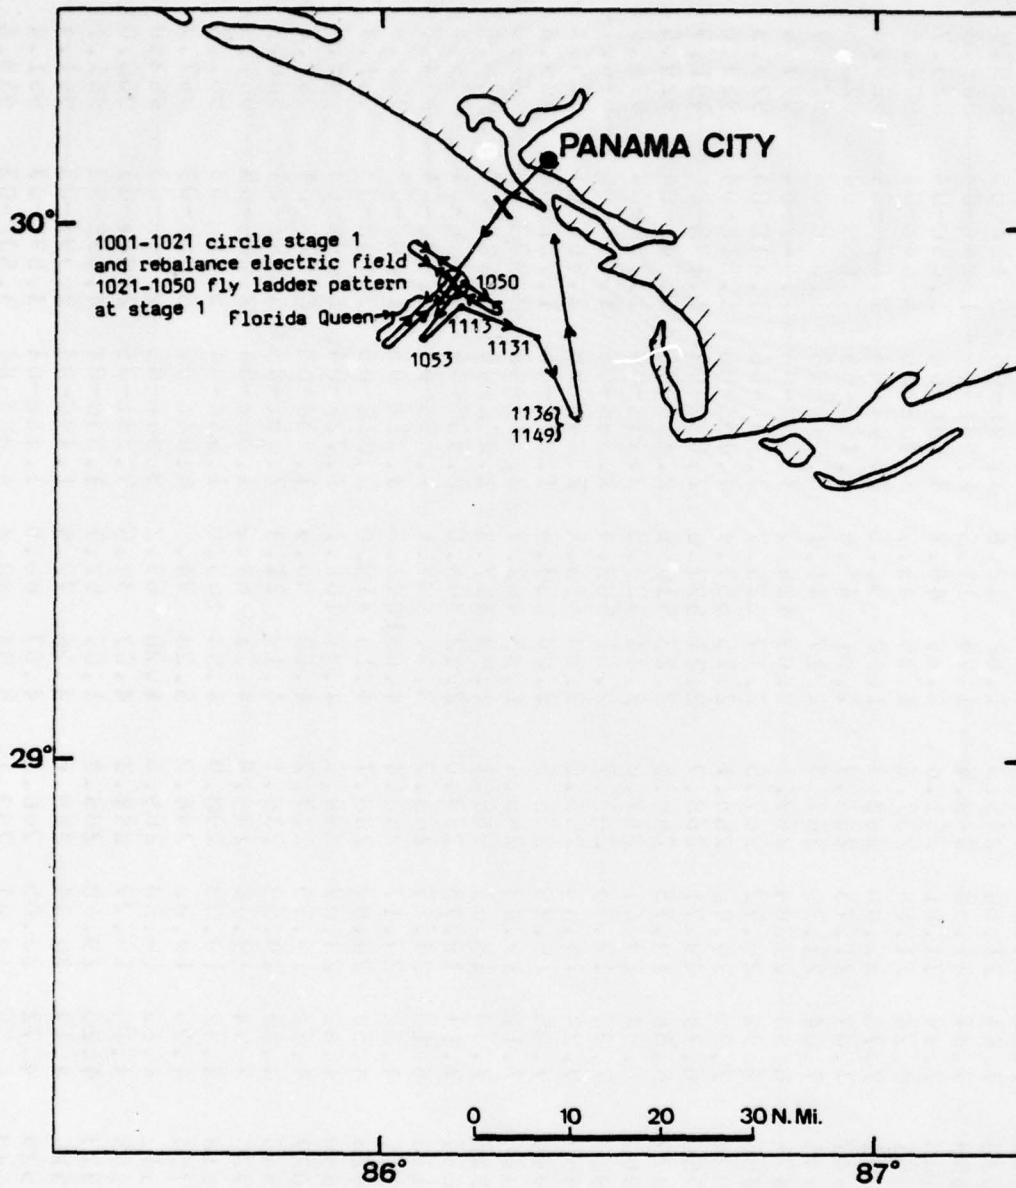 PANAMA CITY
30°
1001-1021 circle stage 1
and rebalance electric field
1021-1050 fly ladder pattern
at stage 1
Florida Queen
1050
1113
1053
1131
1136
1149
29°
0 10 20 30 N. Mi.
86° 87°